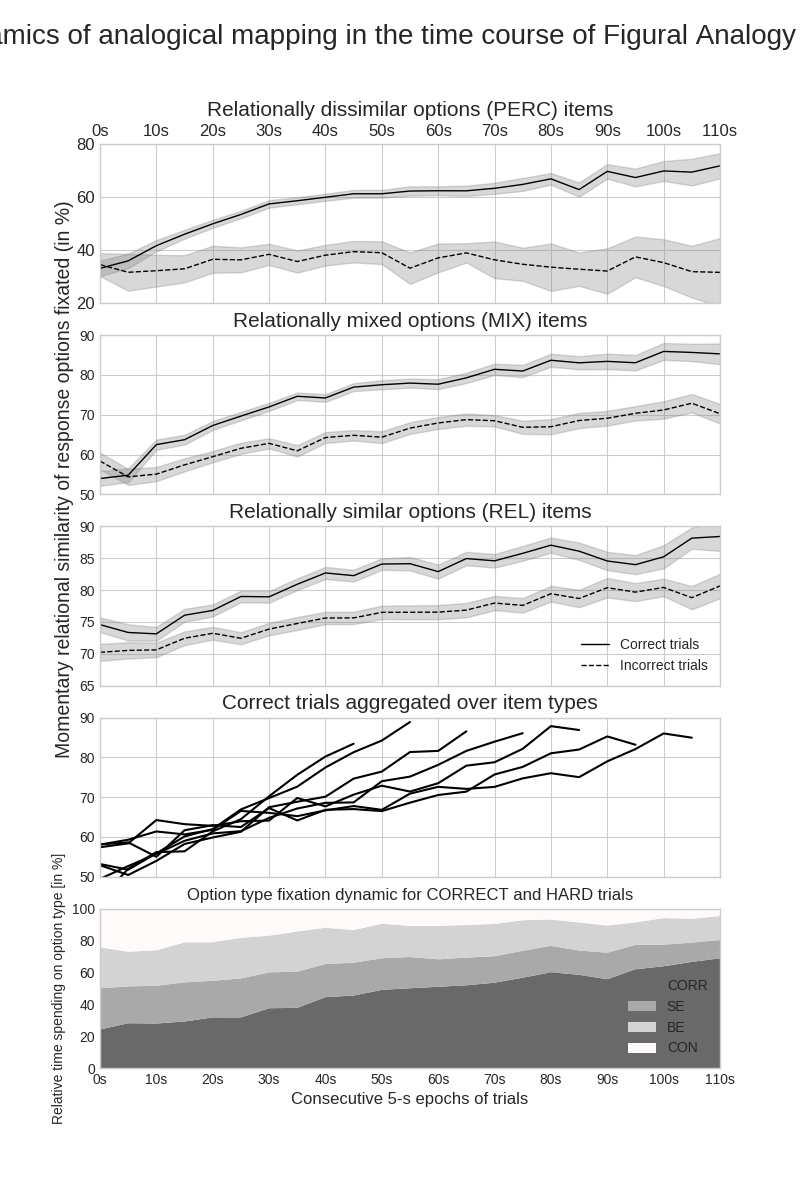 amics of analogical mapping in the time course of Figural Analogy
Relationally dissimilar options (PERC) items
0s 10s 20s 30s 40s 50s 60s 70s 80s 90s 100s 110s
80
60
40
20
Relationally mixed options (MIX) items
90
80
70
60
50
Momentary relational similarity of response options fixated (in %)
Relationally similar options (REL) items
90
85
80
75
70
65
Correct trials
Incorrect trials
Correct trials aggregated over item types
90
80
70
60
50
Option type fixation dynamic for CORRECT and HARD trials
Relative time spending on option type [in %]
100
80
60
40
20
0
CORR
SE
BE
CON
0s 10s 20s 30s 40s 50s 60s 70s 80s 90s 100s 110s
Consecutive 5-s epochs of trials